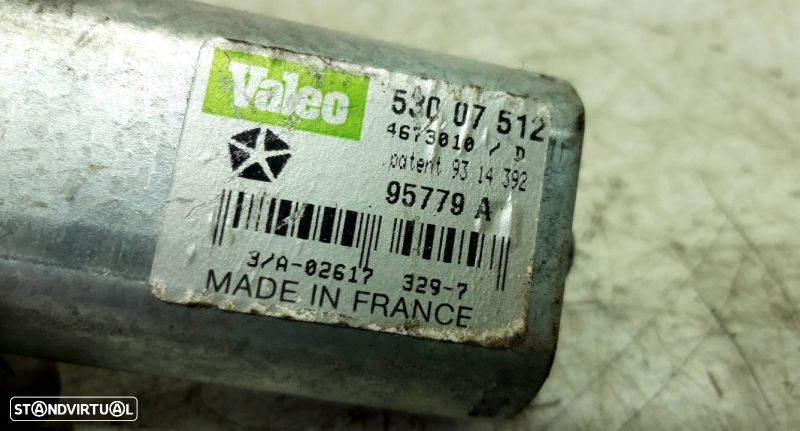 Valeo
530 07 512
4673010 / D
patent 93 14 392
95779 A
3/A-02617 329-7
MADE IN FRANCE
STANDVIRTUAL